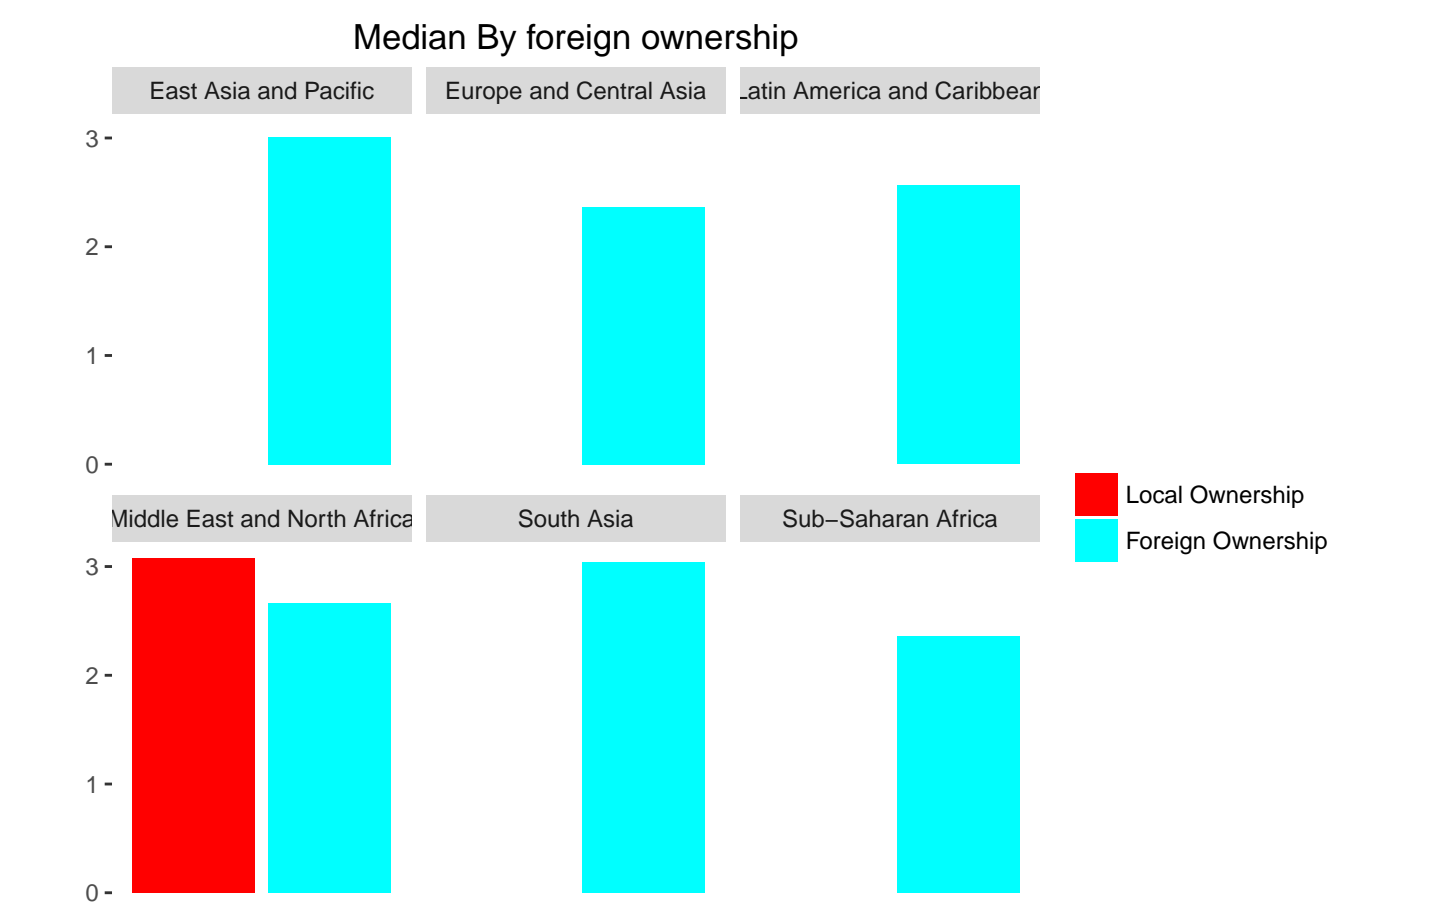 Median By foreign ownership
East Asia and Pacific
Europe and Central Asia
Latin America and Caribbean
3
2
1
0
Middle East and North Africa
South Asia
Sub−Saharan Africa
3
2
1
0
Local Ownership
Foreign Ownership